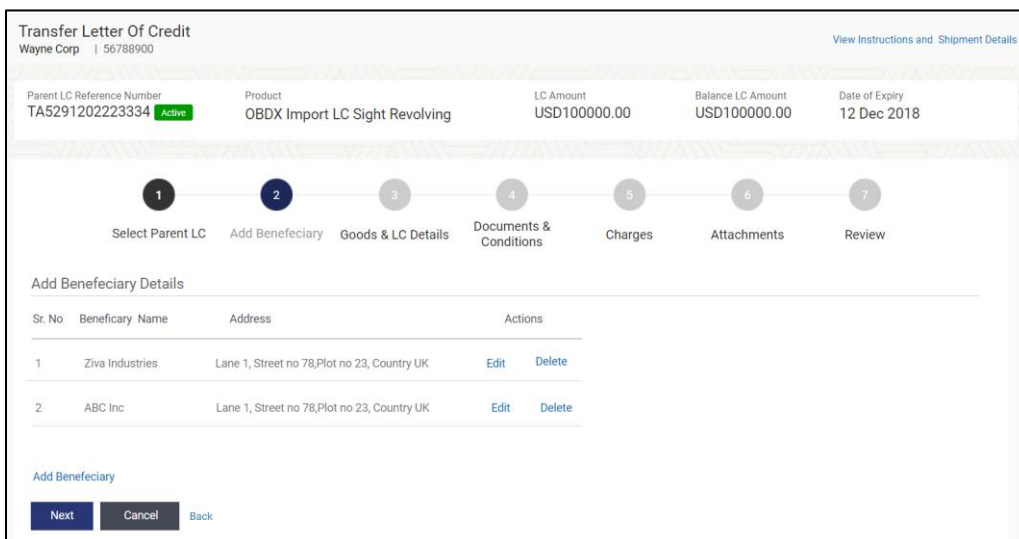 Transfer Letter Of Credit
Wayne Corp | 56788900
View Instructions and Shipment Details
Parent LC Reference Number Product LC Amount Balance LC Amount Date of Expiry
TA5291202223334 Active OBDX Import LC Sight Revolving USD100000.00 USD100000.00 12 Dec 2018
1 2 3 4 5 6 7
Select Parent LC Add Benefeciary Goods & LC Details Documents & Conditions Charges Attachments Review
Add Benefeciary Details
Sr. No Beneficary Name Address Actions
1 Ziva Industries Lane 1, Street no 78,Plot no 23, Country UK Edit Delete
2 ABC Inc Lane 1, Street no 78,Plot no 23, Country UK Edit Delete
Add Benefeciary
Next Cancel Back